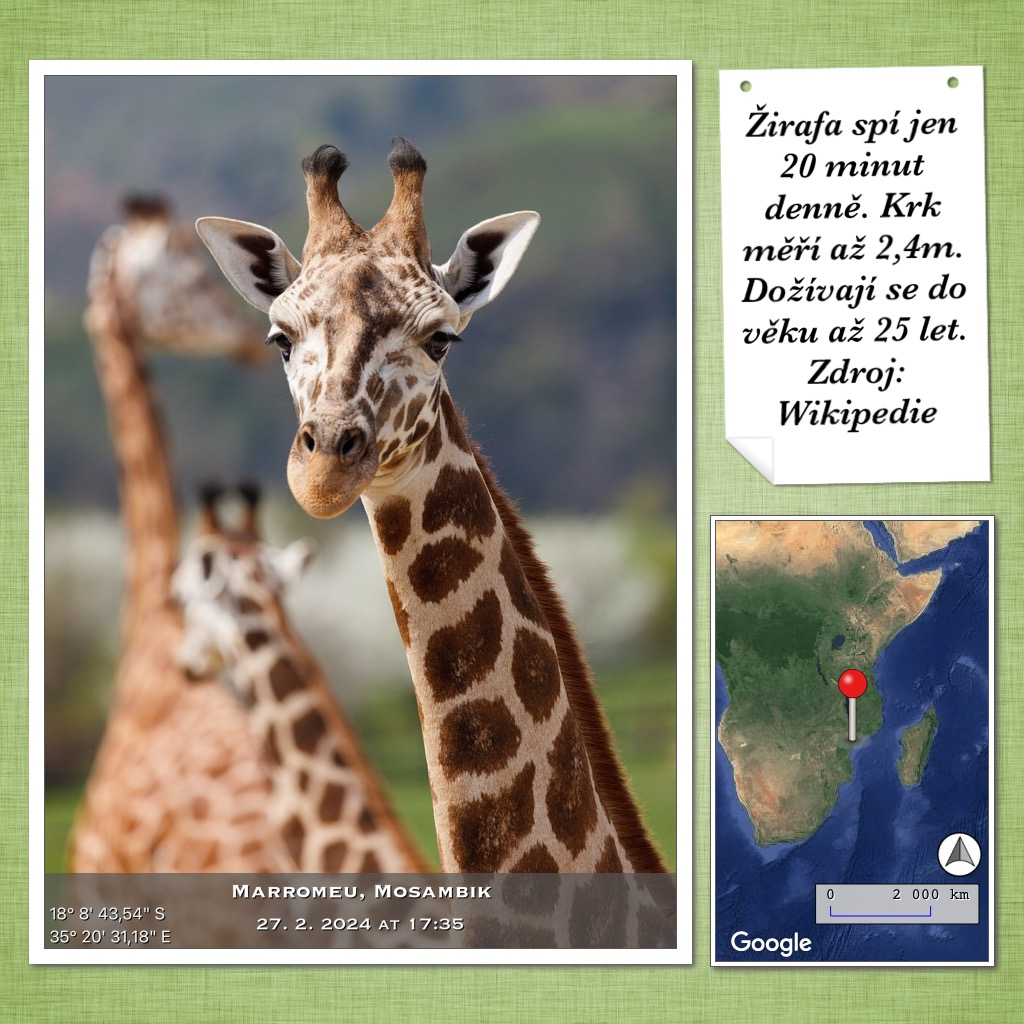 Žirafa spí jen
20 minut
denně. Krk
měří až 2,4m.
Dožívají se do
věku až 25 let.
Zdroj:
Wikipedie
Marromeu, Mosambik
27. 2. 2024 at 17:35
18° 8' 43,54" S
35° 20' 31,18" E
0 2 000 km
Google